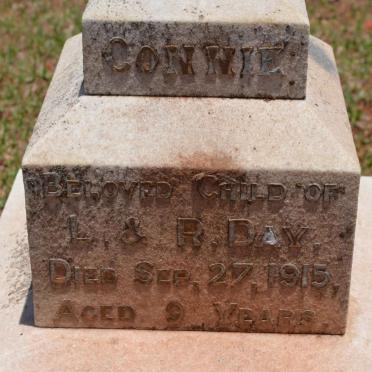 CONNIE
BELOVED CHILD OF
L. & R. DAY,
DIED SEP. 27, 1915,
AGED 9 YEARS.